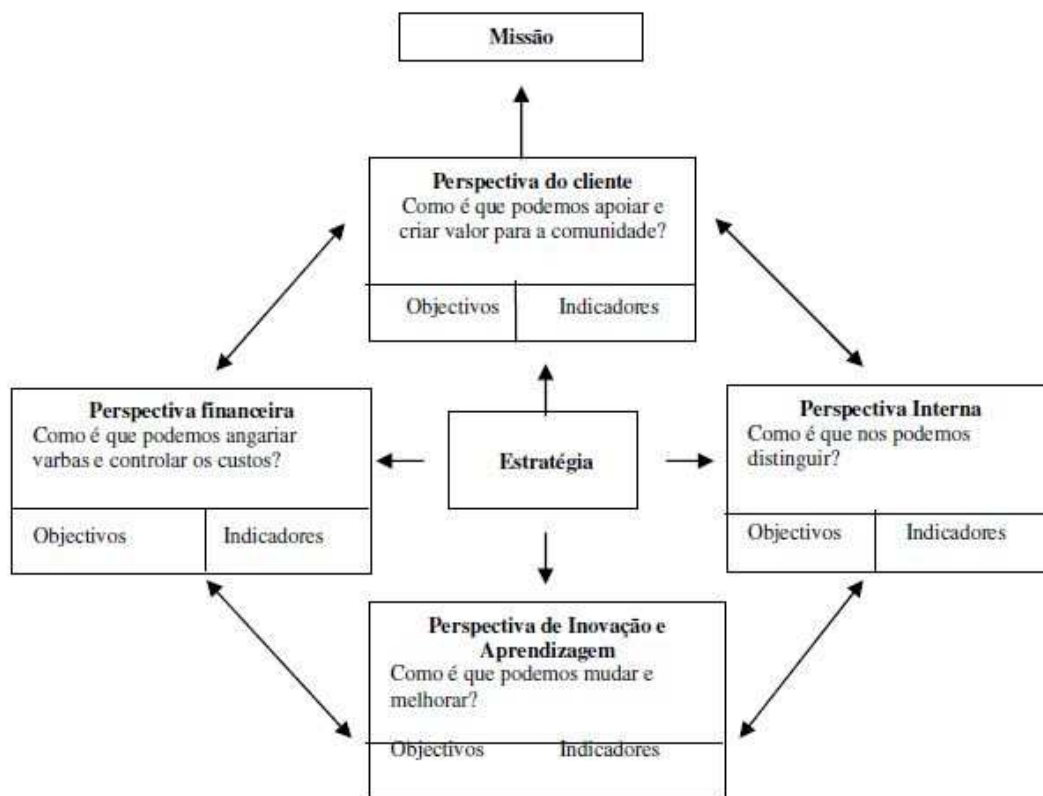 Missão
Perspectiva do cliente
Como é que podemos apoiar e
criar valor para a comunidade?
Objectivos Indicadores
Perspectiva financeira
Como é que podemos angariar
varbas e controlar os custos?
Objectivos Indicadores
Estratégia
Perspectiva Interna
Como é que nos podemos
distinguir?
Objectivos Indicadores
Perspectiva de Inovação e
Aprendizagem
Como é que podemos mudar e
melhorar?
Objectivos Indicadores